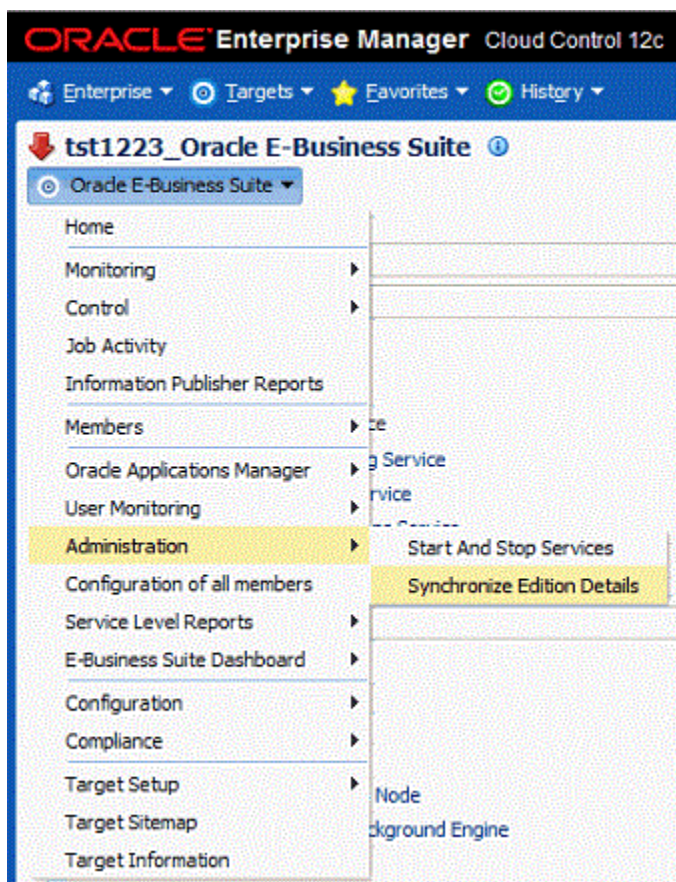 ORACLE Enterprise Manager Cloud Control 12c
Enterprise Targets Favorites History
tst1223_Oracle E-Business Suite
Oracle E-Business Suite
Home
Monitoring
Control
Job Activity
Information Publisher Reports
Members
Oracle Applications Manager
g Service
User Monitoring
Administration
Start And Stop Services
Configuration of all members
Synchronize Edition Details
Service Level Reports
E-Business Suite Dashboard
Configuration
Compliance
Target Setup
Node
Target Sitemap
ckground Engine
Target Information